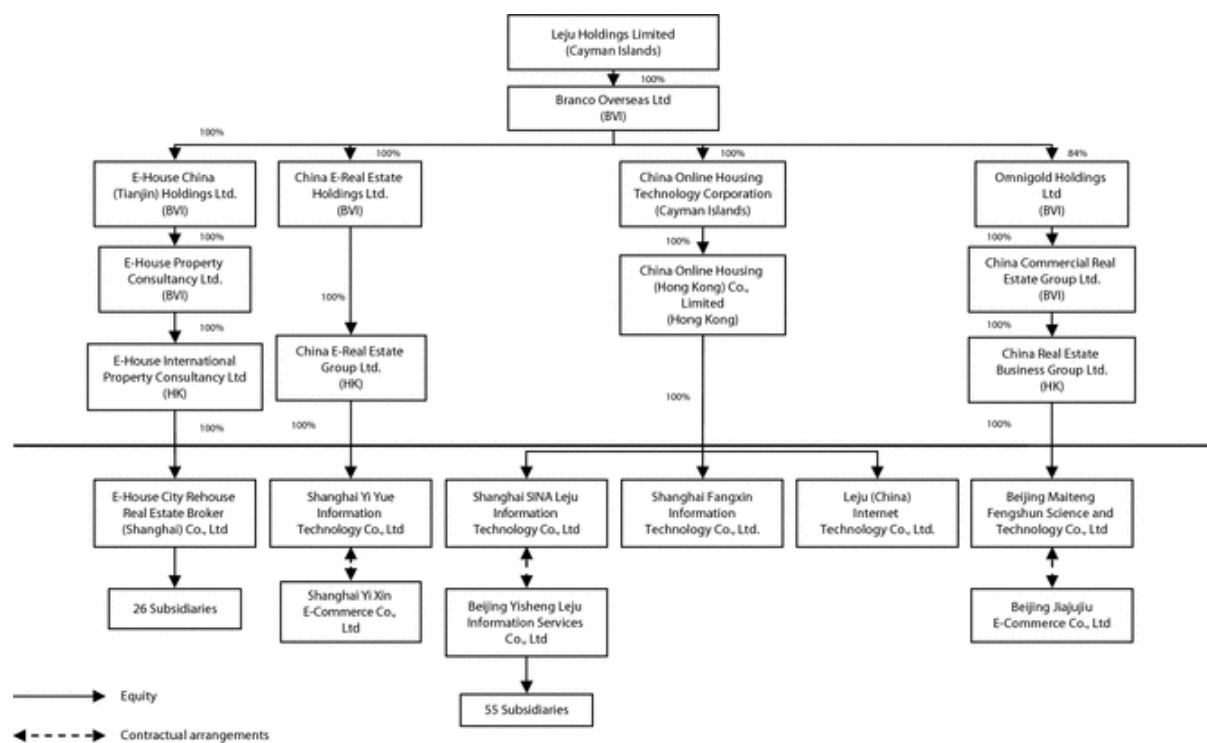 Leju Holdings Limited
(Cayman Islands)
100%
Branco Overseas Ltd
(BVI)
100%
100%
100%
84%
E-House China
(Tianjin) Holdings Ltd.
(BVI)
China E-Real Estate
Holdings Ltd.
(BVI)
China Online Housing
Technology Corporation
(Cayman Islands)
Omnigold Holdings
Ltd
(BVI)
100%
100%
100%
E-House Property
Consultancy Ltd.
(BVI)
China Online Housing
(Hong Kong) Co.,
Limited
(Hong Kong)
China Commercial Real
Estate Group Ltd.
(BVI)
100%
100%
100%
E-House International
Property Consultancy Ltd
(HK)
China E-Real Estate
Group Ltd.
(HK)
China Real Estate
Business Group Ltd.
(HK)
100%
100%
100%
100%
E-House City Rehouse
Real Estate Broker
(Shanghai) Co., Ltd
Shanghai Yi Yue
Information
Technology Co., Ltd
Shanghai SINA Leju
Information
Technology Co., Ltd
Shanghai Fangxin
Information
Technology Co., Ltd.
Leju (China)
Internet
Technology Co., Ltd.
Beijing Maiteng
Fengshun Science and
Technology Co., Ltd
26 Subsidiaries
Shanghai Yi Xin
E-Commerce Co.,
Ltd
Beijing Yisheng Leju
Information Services
Co., Ltd
Beijing Jiajujiu
E-Commerce Co., Ltd
55 Subsidiaries
Equity
Contractual arrangements